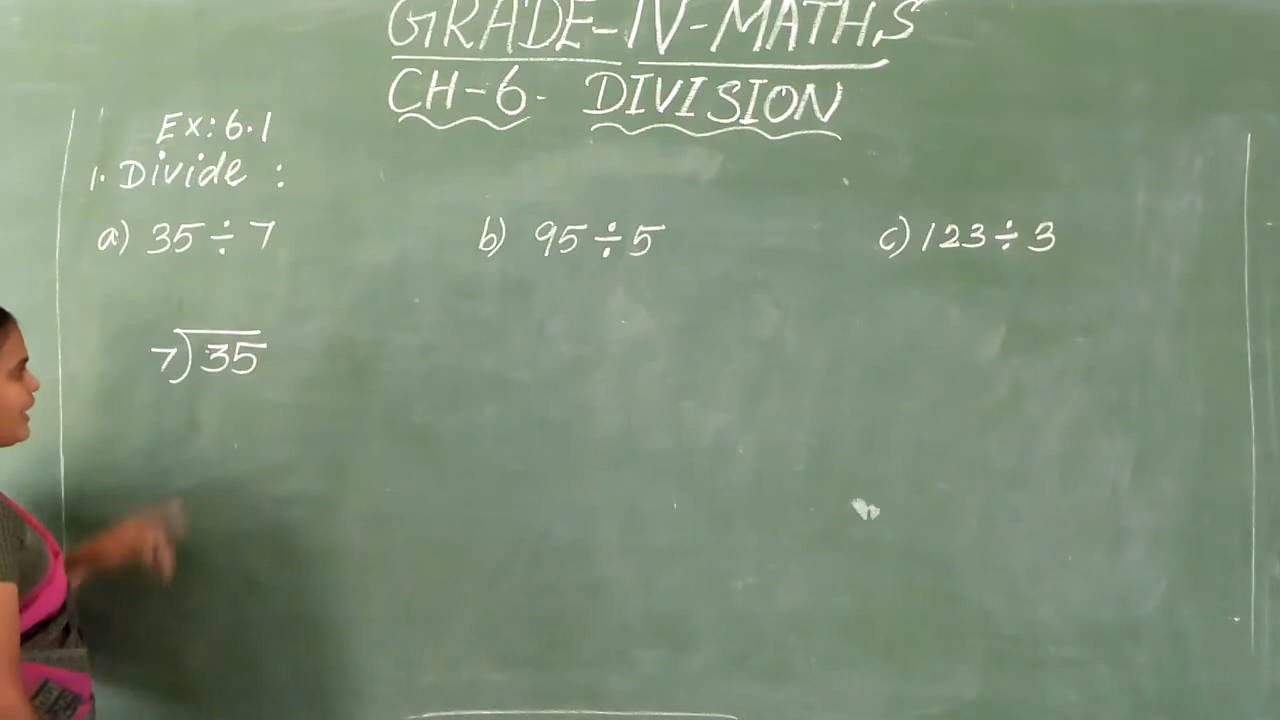 GRADE-IV-MATHS
CH-6. DIVISION
Ex:6.1
1. Divide :
a) 35÷7 b) 95÷5 c) 123÷3
7)35